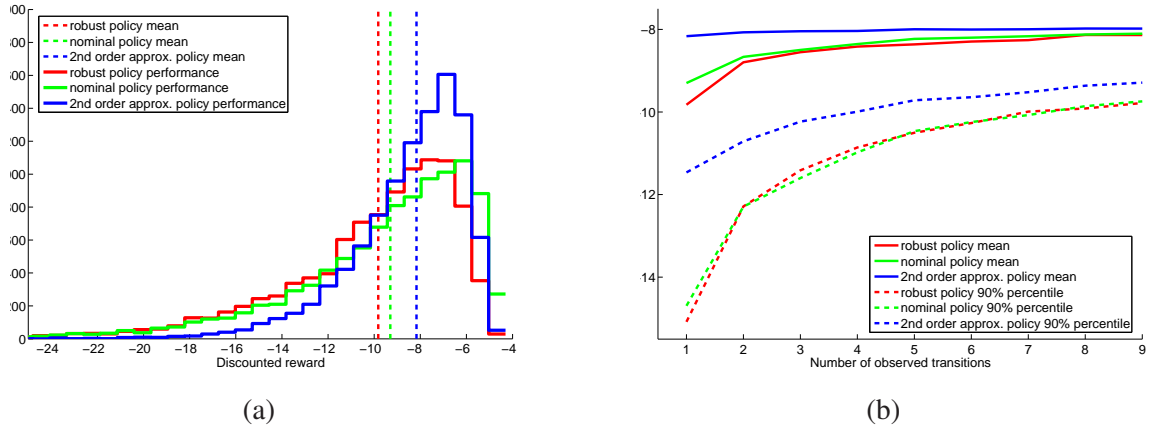 robust policy mean
nominal policy mean
2nd order approx. policy mean
robust policy performance
nominal policy performance
2nd order approx. policy performance
0
−24 −22 −20 −18 −16 −14 −12 −10 −8 −6 −4
Discounted reward
(a)
−8
10
12
14
robust policy mean
nominal policy mean
2nd order approx. policy mean
robust policy 90% percentile
nominal policy 90% percentile
2nd order approx. policy 90% percentile
1 2 3 4 5 6 7 8 9
Number of observed transitions
(b)